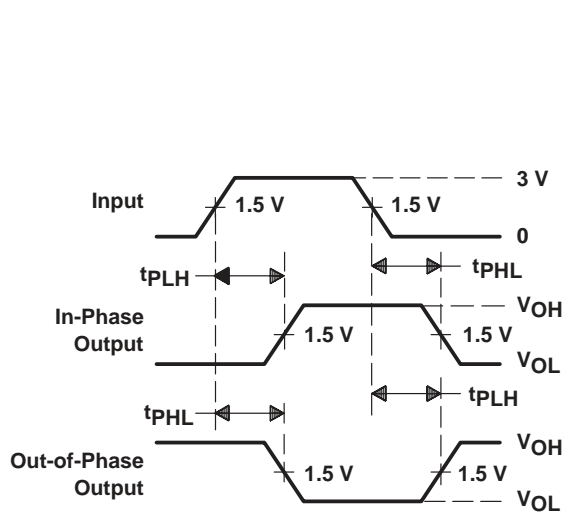 3 V
Input
1.5 V
1.5 V
0
tPLH
tPHL
VOH
In-Phase
Output
1.5 V
1.5 V
VOL
tPLH
tPHL
VOH
Out-of-Phase
Output
1.5 V
1.5 V
VOL